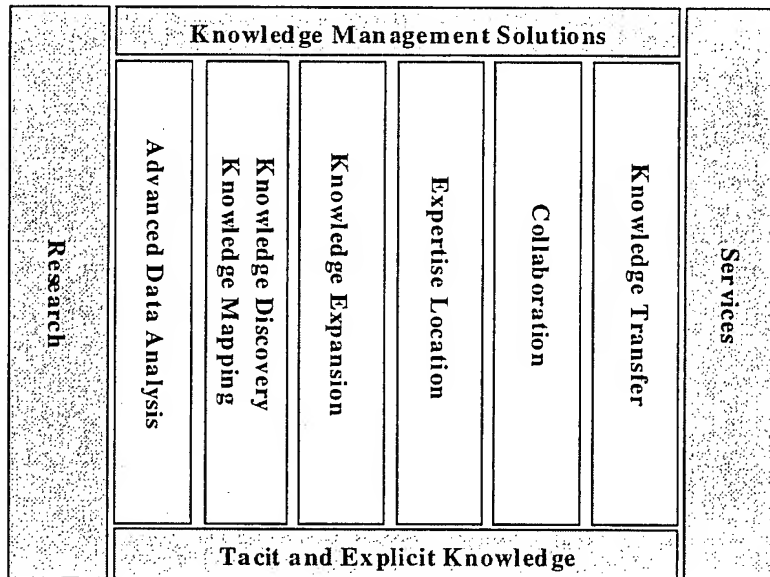 Knowledge Management Solutions
Research
Advanced Data Analysis
Knowledge Discovery
Knowledge Mapping
Knowledge Expansion
Expertise Location
Collaboration
Knowledge Transfer
Services
Tacit and Explicit Knowledge